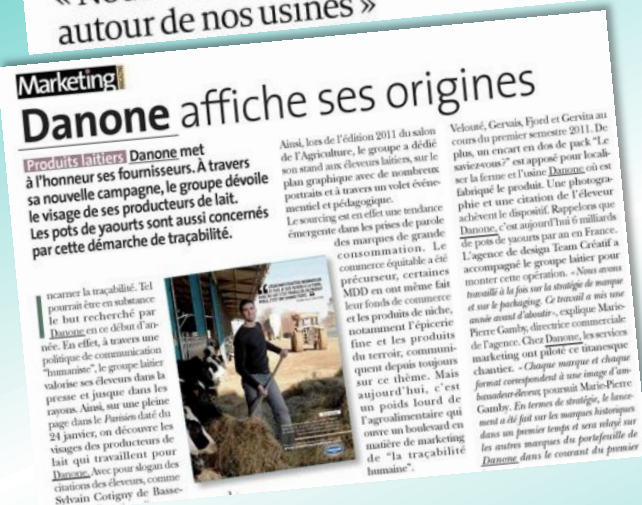 autour de nos usines »
Marketing
Danone affiche ses origines
Produits laitiers Danone met
à l'honneur ses fournisseurs. À travers
sa nouvelle campagne, le groupe dévoile
le visage de ses producteurs de lait.
Les pots de yaourts sont aussi concernés
par cette démarche de traçabilité.
Incarner la traçabilité. Tel
pourrait être en substance
le but recherché par
Danone en ce début d'an-
née. En effet, à travers une
politique de communication
"humaniste", le groupe laitier
valorise ses éleveurs dans la
presse et jusque dans les
rayons. Ainsi, sur une pleine
page dans le Parisien daté du
24 janvier, on découvre les
visages des producteurs de
lait qui travaillent pour
Danone. Avec pour slogan des
citations des éleveurs, comme
Sylvain Cotigny de Basse-
Ainsi, lors de l'édition 2011 du salon
de l'Agriculture, le groupe a dédié
son stand aux éleveurs laitiers, sur le
plan graphique avec de nombreux
portraits et à travers un volet événe-
mentiel et pédagogique.
Le sourcing est en effet une tendance
émergente dans les prises de parole
des marques de grande
consommation. Le
commerce équitable a été
précurseur, certaines
MDD en ont même fait
leur fonds de commerce
et les produits de niche,
notamment l'épicerie
fine et les produits
du terroir, communi-
quent depuis toujours
sur ce thème. Mais
aujourd'hui, c'est
un poids lourd de
l'agroalimentaire qui
ouvre un boulevard en
matière de marketing
de "la traçabilité
humaine".
Velouté, Gervais, Fjord et Gervita au
cours du premier semestre 2011. De
plus, un encart en dos de pack "Le
saviez-vous?" est apposé pour locali-
ser la ferme et l'usine Danone où est
fabriqué le produit. Une photogra-
phie et une citation de l'éleveur
achèvent le dispositif. Rappelons que
Danone, c'est aujourd'hui 6 milliards
de pots de yaourts par an en France.
L'agence de design Team Créatif a
accompagné le groupe laitier pour
monter cette opération. « Nous avons
travaillé à la fois sur la stratégie de marque
et sur le packaging. Ce travail a mis une
année avant d'aboutir», explique Marie-
Pierre Gamby, directrice commerciale
de l'agence. Chez Danone, les services
marketing ont piloté ce titanesque
chantier. « Chaque marque et chaque
format correspondent à une image d'am-
bassadeur-éleveur, poursuit Marie-Pierre
Gamby. En termes de stratégie, le lance-
ment a été fait sur les marques historiques
dans un premier temps et sera relayé sur
les autres marques du portefeuille de
Danone dans le courant du premier